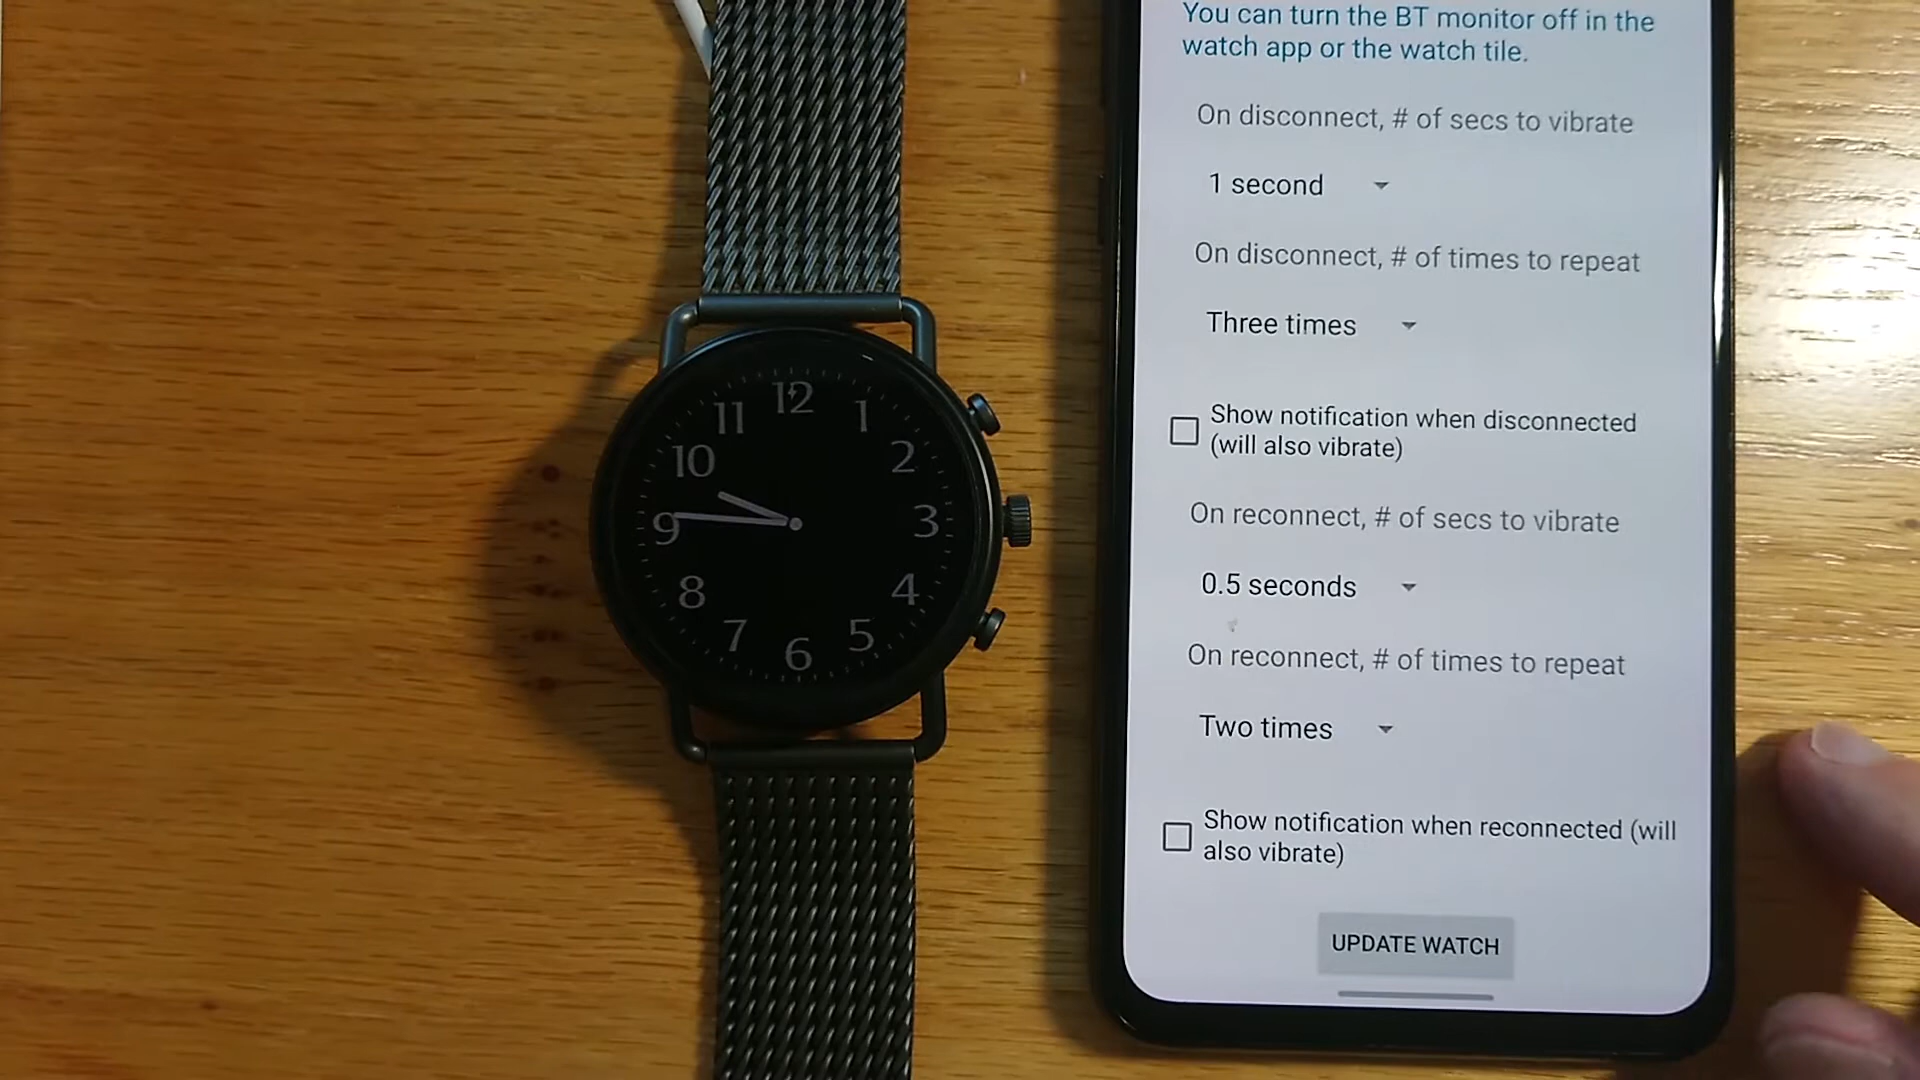 You can turn the BT monitor off in the
watch app or the watch tile.
On disconnect, # of secs to vibrate
1 second
On disconnect, # of times to repeat
Three times
Show notification when disconnected
(will also vibrate)
On reconnect, # of secs to vibrate
0.5 seconds
On reconnect, # of times to repeat
Two times
Show notification when reconnected (will
also vibrate)
UPDATE WATCH
12
1
2
3
4
5
6
7
8
9
10
11